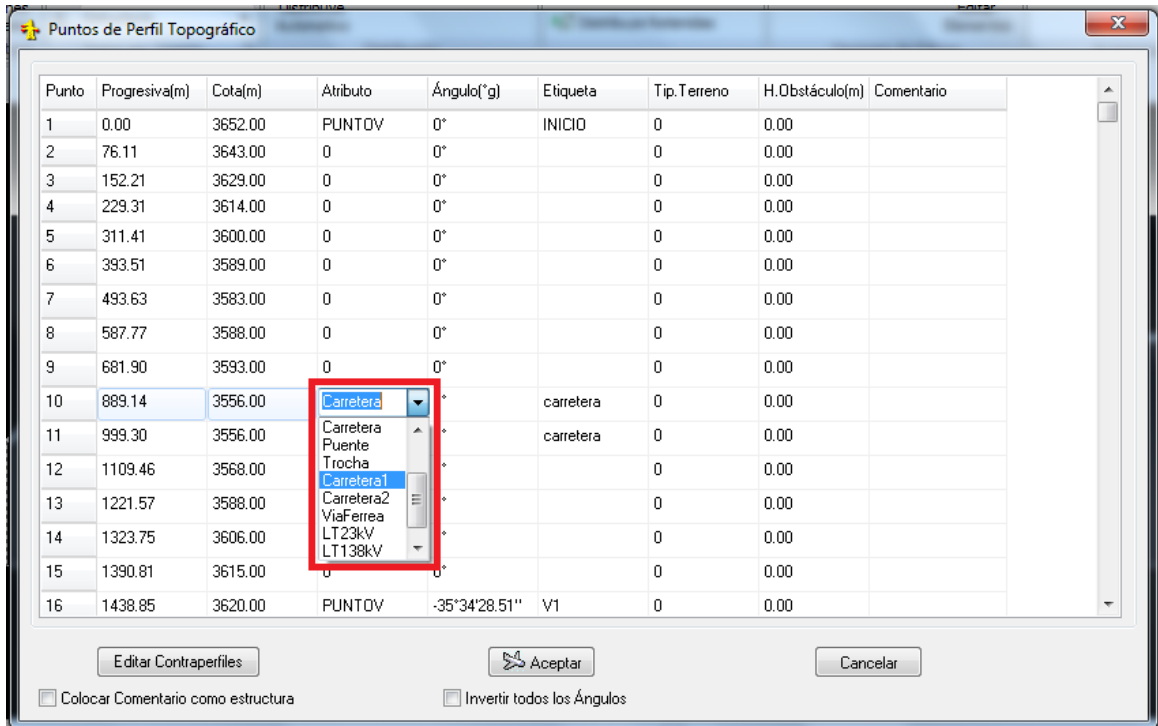 Distribuye
Editar
Puntos de Perfil Topográfico
Punto Progresiva(m) Cota(m) Atributo Ángulo(°g) Etiqueta Tip.Terreno H.Obstáculo(m) Comentario
1 0.00 3652.00 PUNTOV 0° INICIO 0 0.00
2 76.11 3643.00 0 0° 0 0.00
3 152.21 3629.00 0 0° 0 0.00
4 229.31 3614.00 0 0° 0 0.00
5 311.41 3600.00 0 0° 0 0.00
6 393.51 3589.00 0 0° 0 0.00
7 493.63 3583.00 0 0° 0 0.00
8 587.77 3588.00 0 0° 0 0.00
9 681.90 3593.00 0 0° 0 0.00
10 889.14 3556.00 Carretera carretera 0 0.00
11 999.30 3556.00 carretera 0 0.00
12 1109.46 3568.00 0 0.00
13 1221.57 3588.00 0 0.00
14 1323.75 3606.00 0 0.00
15 1390.81 3615.00 0 0° 0 0.00
16 1438.85 3620.00 PUNTOV -35°34'28.51'' V1 0 0.00
Carretera
Puente
Trocha
Carretera1
Carretera2
ViaFerrea
LT23kV
LT138kV
Editar Contraperfiles
Aceptar
Cancelar
Colocar Comentario como estructura
Invertir todos los Ángulos